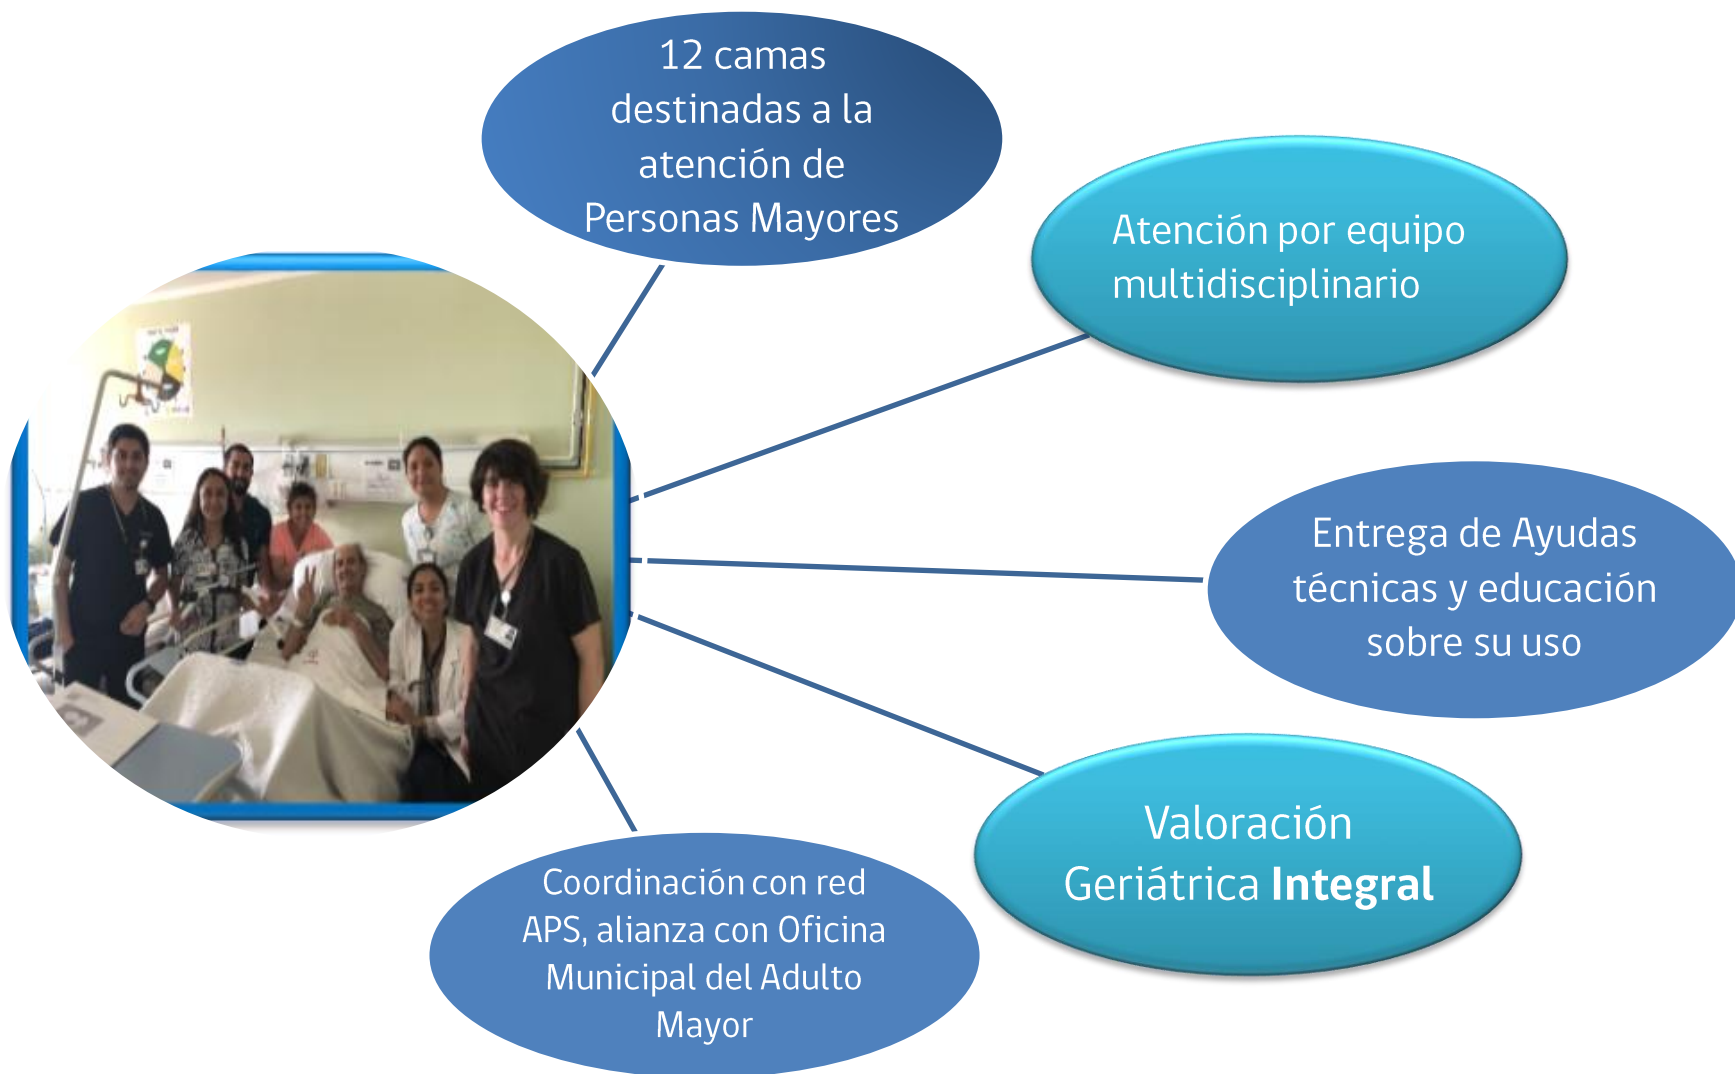 12 camas
destinadas a la
atención de
Personas Mayores
Atención por equipo
multidisciplinario
Entrega de Ayudas
técnicas y educación
sobre su uso
Valoración
Geriátrica Integral
Coordinación con red
APS, alianza con Oficina
Municipal del Adulto
Mayor